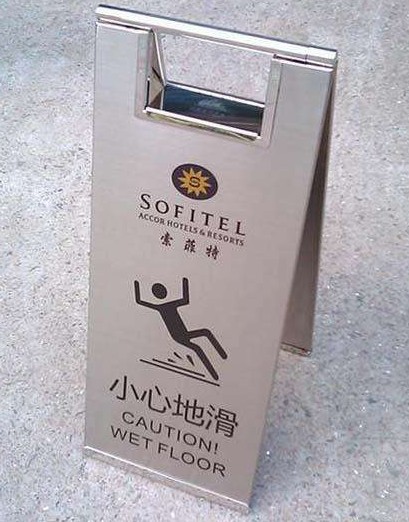 S
SOFITEL
ACCOR HOTELS & RESORTS
索菲特
小心地滑
CAUTION!
WET FLOOR